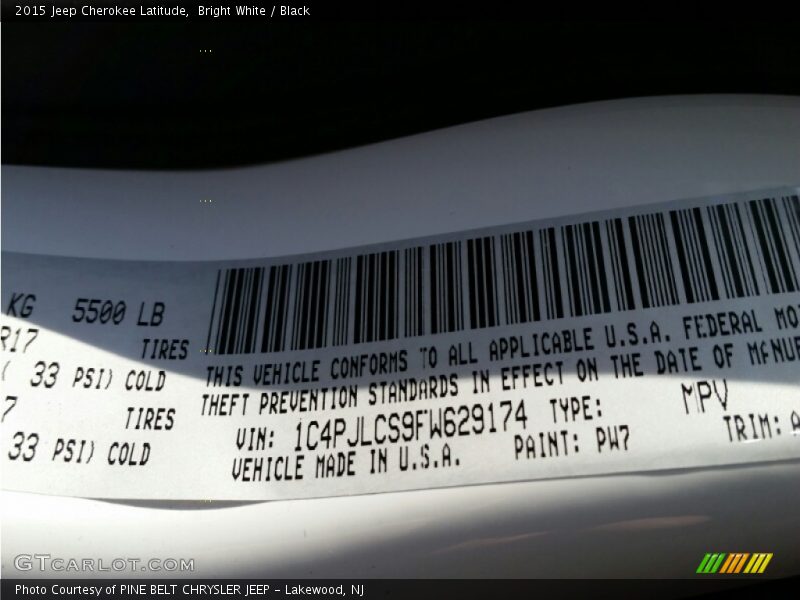 2015 Jeep Cherokee Latitude, Bright White / Black
KG 5500 LB
R17 TIRES
( 33 PSI) COLD
7 TIRES
33 PSI) COLD
THIS VEHICLE CONFORMS TO ALL APPLICABLE U.S.A. FEDERAL MO
THEFT PREVENTION STANDARDS IN EFFECT ON THE DATE OF MANUF
VIN: 1C4PJLCS9FW629174 TYPE: MPV
VEHICLE MADE IN U.S.A. PAINT: PW7 TRIM: A
GTCARLOT.COM
Photo Courtesy of PINE BELT CHRYSLER JEEP - Lakewood, NJ